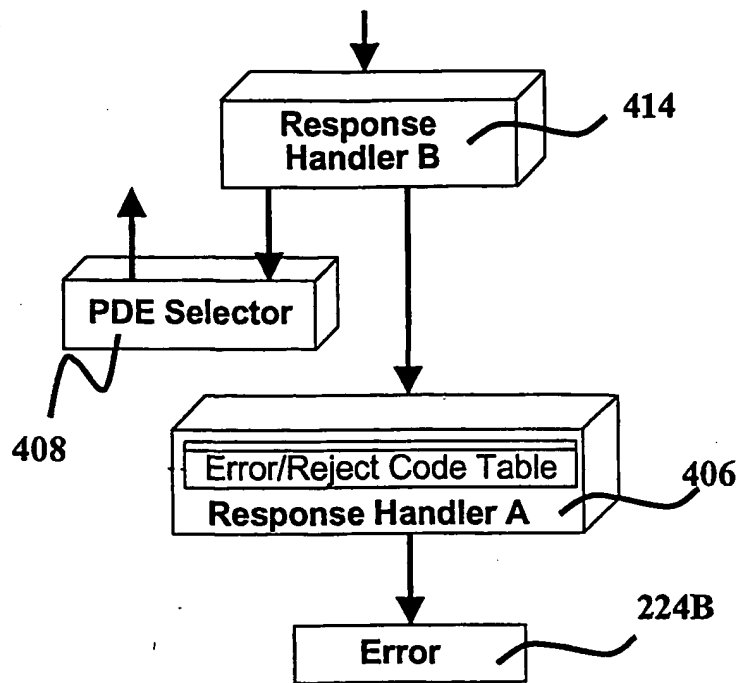 Response
Handler B
414
PDE Selector
408
Error/Reject Code Table
Response Handler A
406
224B
Error